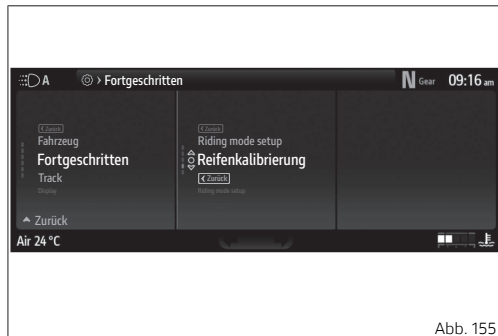 A
> Fortgeschritten
N Gear
09:16 am
Zurück
Fahrzeug
Fortgeschritten
Track
Display
Zurück
Zurück
Riding mode setup
Reifenkalibrierung
Zurück
Riding mode setup
Air 24 °C
Abb. 155